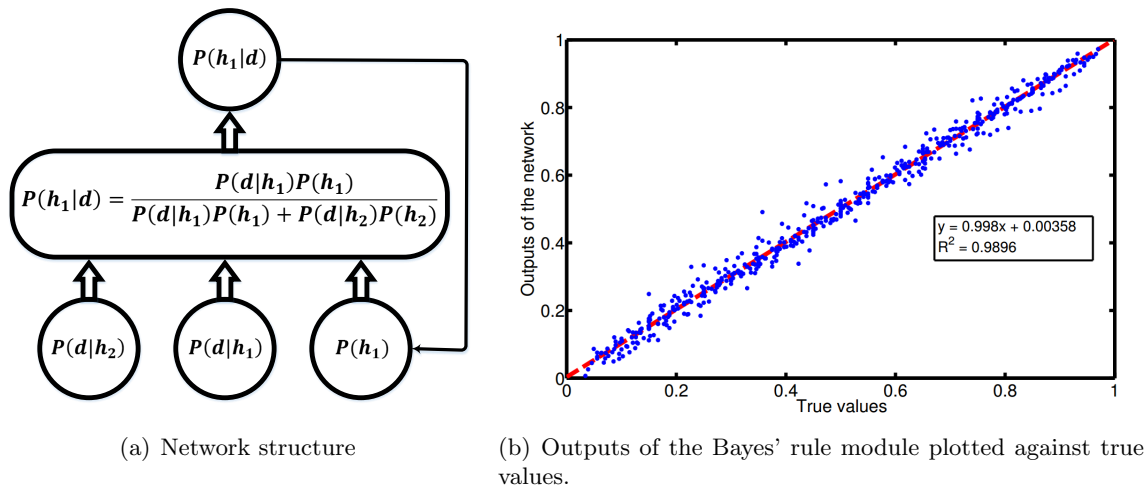 P(h₁|d)
P(h₁|d) = P(d|h₁)P(h₁) / P(d|h₁)P(h₁) + P(d|h₂)P(h₂)
P(d|h₂) P(d|h₁) P(h₁)
(a) Network structure
Outputs of the network
1
0.8
0.6
0.4
0.2
0
0 0.2 0.4 0.6 0.8 1
True values
y = 0.998x + 0.00358
R² = 0.9896
(b) Outputs of the Bayes' rule module plotted against true
values.